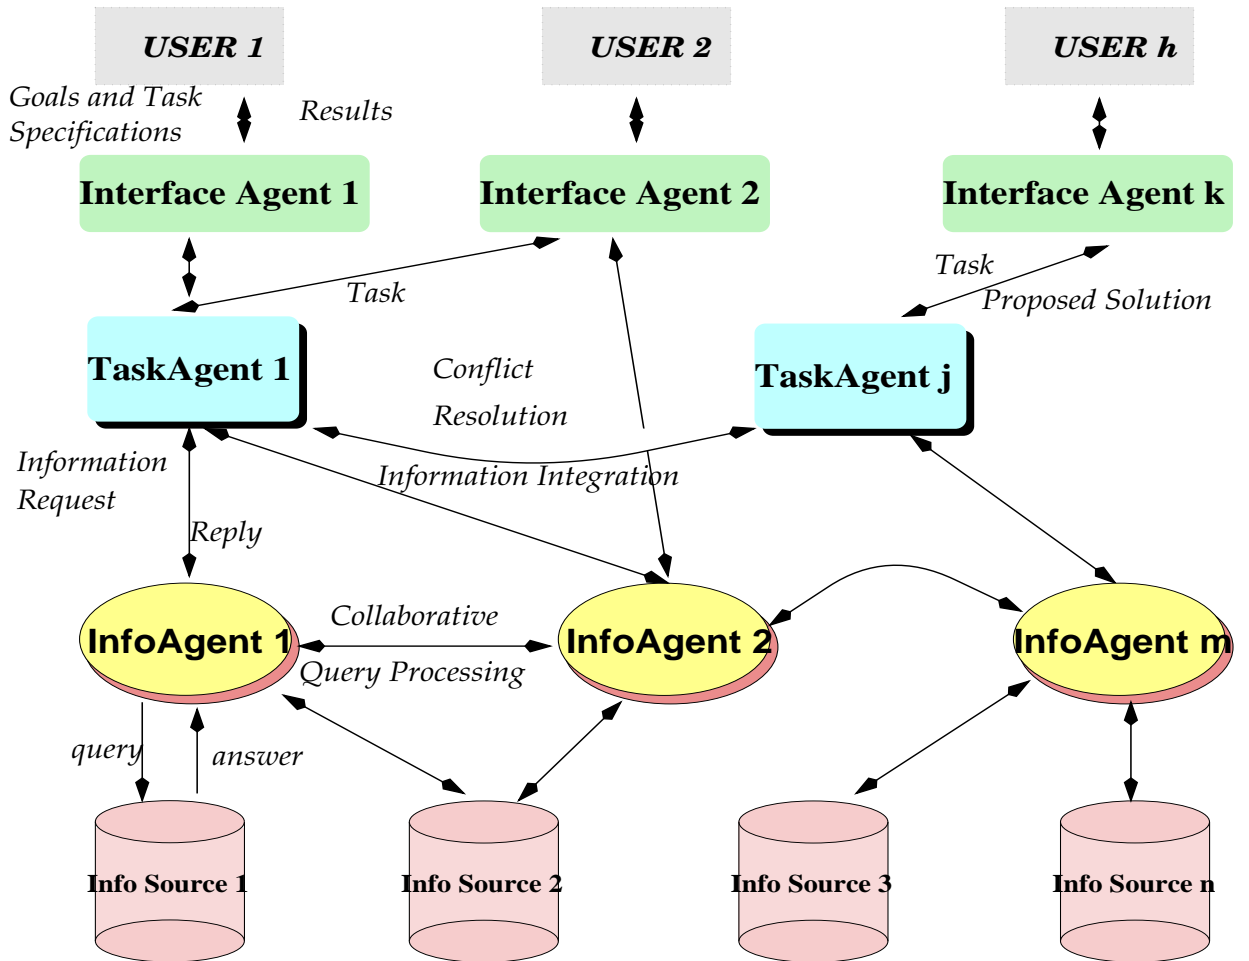 USER 1
USER 2
USER h
Goals and Task
Specifications
Results
Interface Agent 1
Interface Agent 2
Interface Agent k
Task
Task
Proposed Solution
TaskAgent 1
Conflict
Resolution
TaskAgent j
Information
Request
Information Integration
Reply
Collaborative
InfoAgent 1
InfoAgent 2
InfoAgent m
Query Processing
query
answer
Info Source 1
Info Source 2
Info Source 3
Info Source n